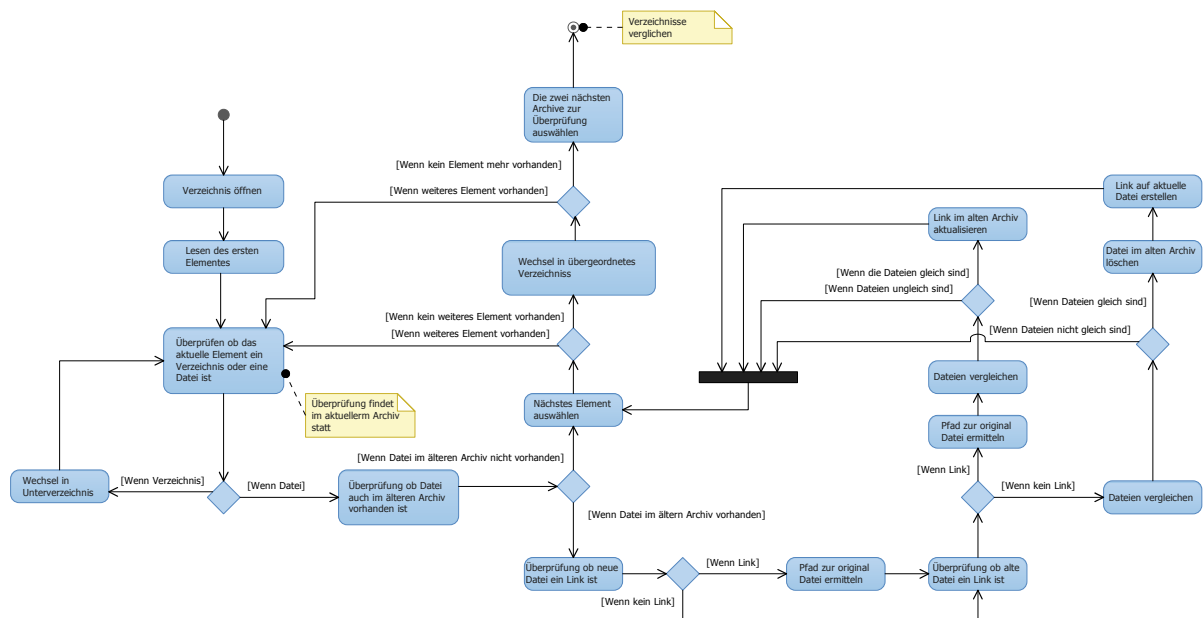 Verzeichnisse
verglichen
Die zwei nächsten
Archive zur
Überprüfung
auswählen
[Wenn kein Element mehr vorhanden]
[Wenn weiteres Element vorhanden]
Verzeichnis öffnen
Lesen des ersten
Elementes
Wechsel in übergeordnetes
Verzeichniss
[Wenn kein weiteres Element vorhanden]
[Wenn weiteres Element vorhanden]
Überprüfen ob das
aktuelle Element ein
Verzeichnis oder eine
Datei ist
Überprüfung findet
im aktuellerm Archiv
statt
Nächstes Element
auswählen
[Wenn Datei im älteren Archiv nicht vorhanden]
Wechsel in
Unterverzeichnis
[Wenn Verzeichnis]
[Wenn Datei]
Überprüfung ob Datei
auch im älteren Archiv
vorhanden ist
[Wenn Datei im ältern Archiv vorhanden]
Überprüfung ob neue
Datei ein Link ist
[Wenn Link]
[Wenn kein Link]
Pfad zur original
Datei ermitteln
Überprüfung ob alte
Datei ein Link ist
[Wenn Link]
[Wenn kein Link]
Pfad zur original
Datei ermitteln
Dateien vergleichen
Dateien vergleichen
[Wenn die Dateien gleich sind]
[Wenn Dateien ungleich sind]
Link im alten Archiv
aktualisieren
[Wenn Dateien gleich sind]
[Wenn Dateien nicht gleich sind]
Datei im alten Archiv
löschen
Link auf aktuelle
Datei erstellen